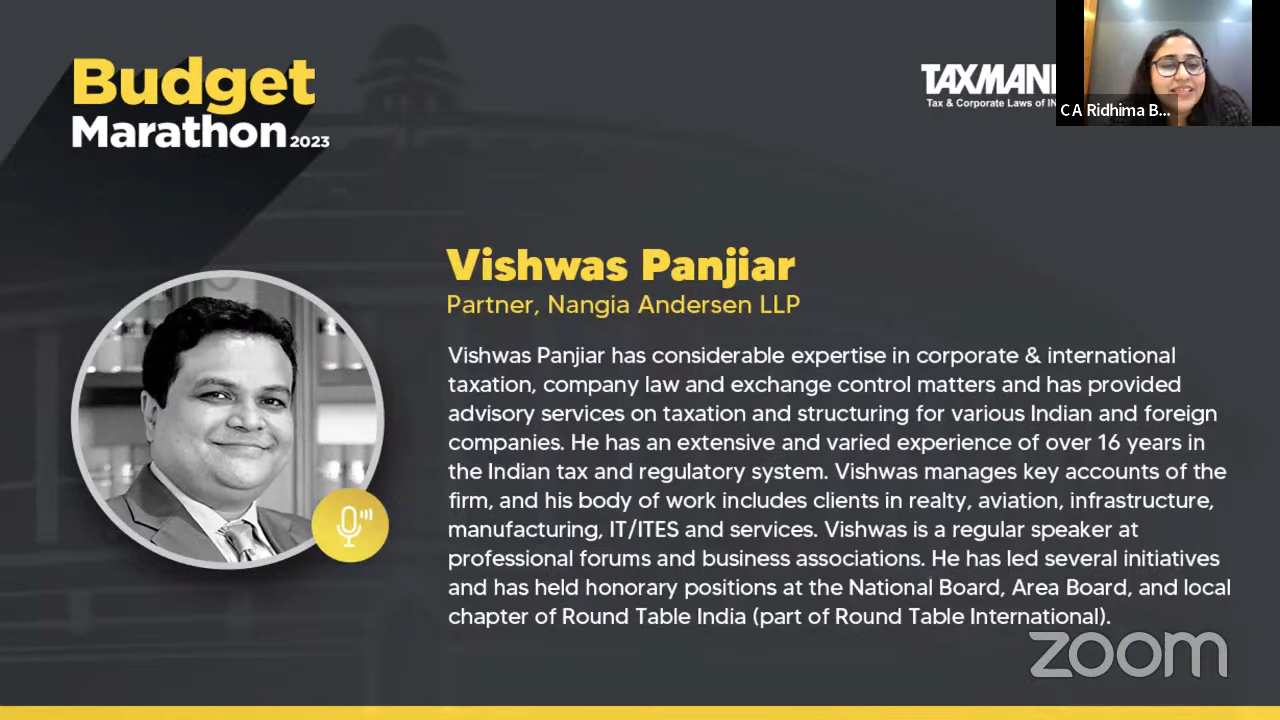 Budget
Marathon 2023
TAXMAN
Tax & Corporate Laws of IN
C A Ridhima B...
Vishwas Panjiar
Partner, Nangia Andersen LLP
Vishwas Panjiar has considerable expertise in corporate & international
taxation, company law and exchange control matters and has provided
advisory services on taxation and structuring for various Indian and foreign
companies. He has an extensive and varied experience of over 16 years in
the Indian tax and regulatory system. Vishwas manages key accounts of the
firm, and his body of work includes clients in realty, aviation, infrastructure,
manufacturing, IT/ITES and services. Vishwas is a regular speaker at
professional forums and business associations. He has led several initiatives
and has held honorary positions at the National Board, Area Board, and local
chapter of Round Table India (part of Round Table International).
zoom